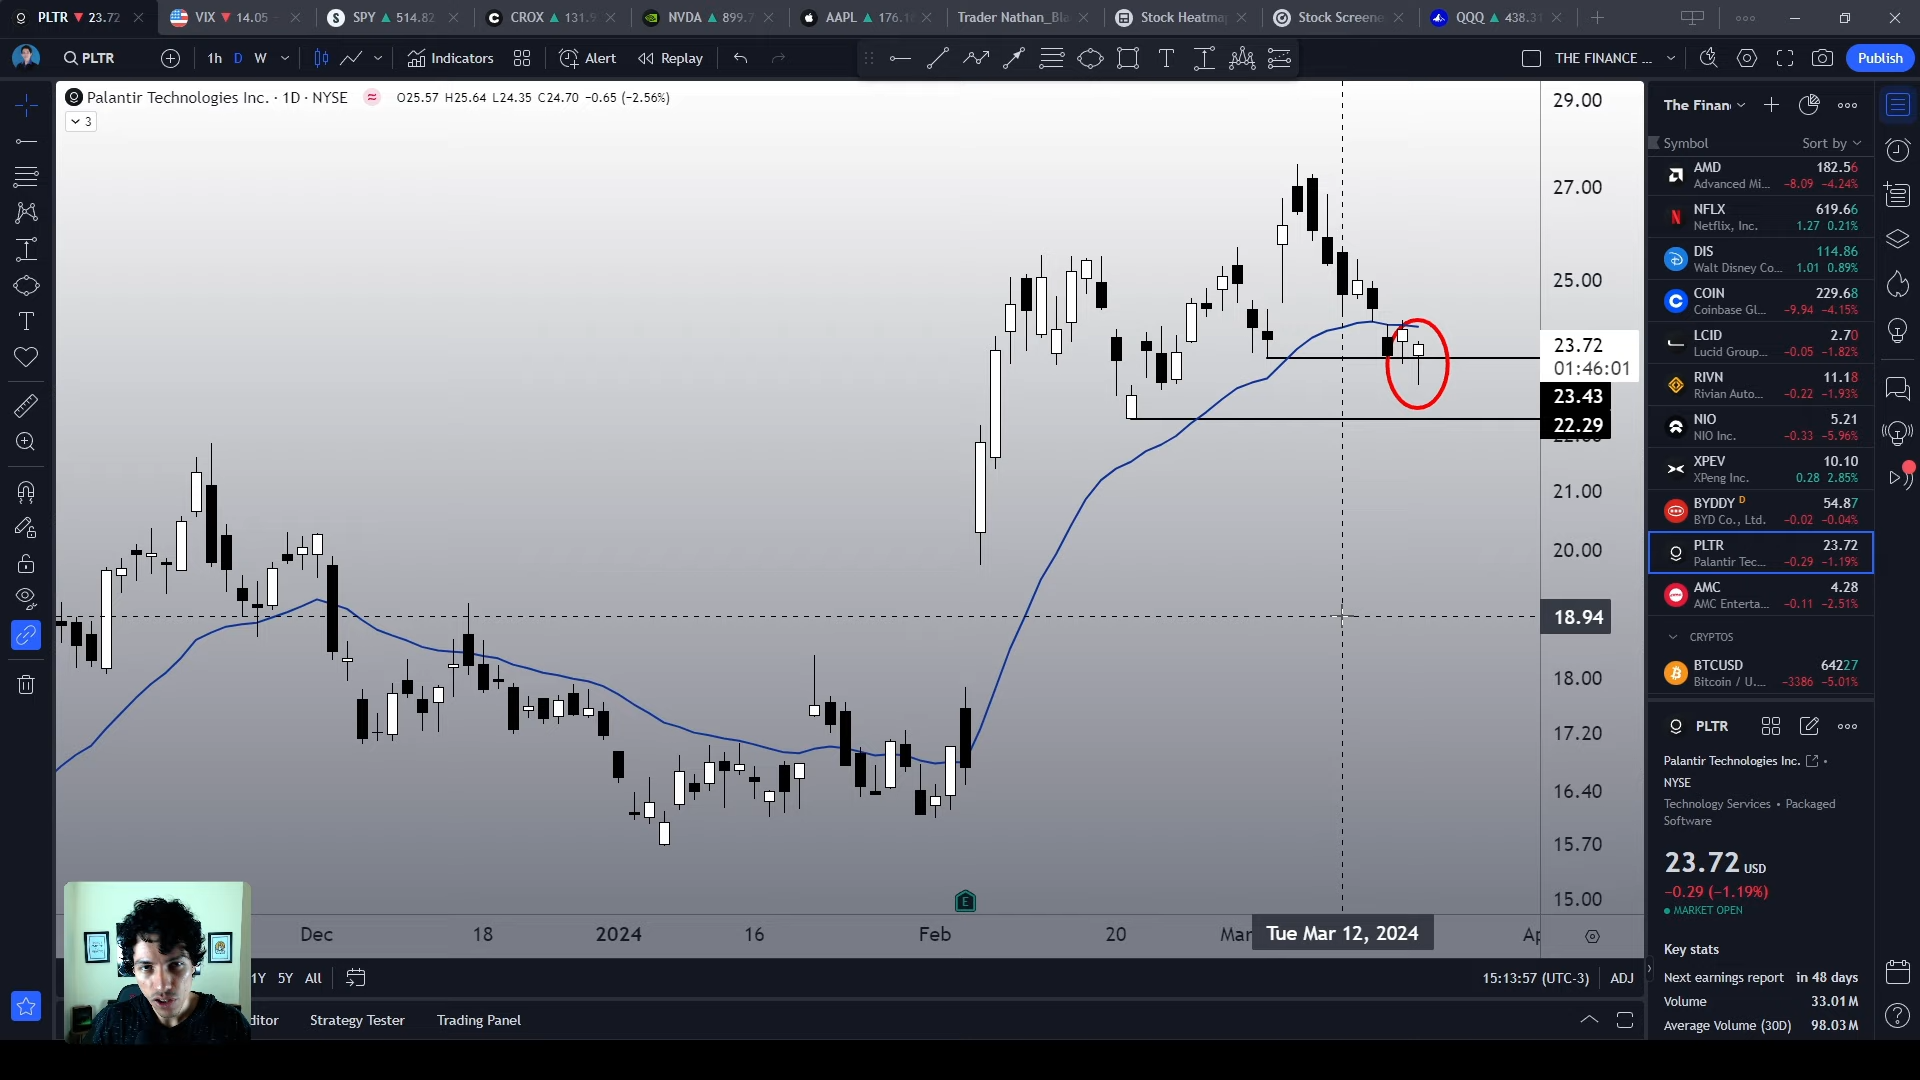 PLTR ▼ 23.72
VIX ▼ 14.05
SPY ▲ 514.82
CROX ▲ 131.9
NVDA ▲ 899.7
AAPL ▲ 176.1
Trader Nathan_Bla
Stock Heatma
Stock Screene
QQQ ▲ 438.31
PLTR
1h D W
Indicators
Alert
Replay
THE FINANCE ...
Publish
Palantir Technologies Inc. · 1D · NYSE
O25.57 H25.64 L24.35 C24.70 −0.65 (−2.56%)
3
29.00
27.00
25.00
23.72
01:46:01
23.43
22.29
21.00
20.00
18.94
18.00
17.20
16.40
15.70
15.00
E
Dec
18
2024
16
Feb
20
Mar
Tue Mar 12, 2024
Ap
1Y 5Y All
15:13:57 (UTC-3)
ADJ
ditor
Strategy Tester
Trading Panel
The Finan
Symbol
Sort by
AMD 182.56
Advanced Mi... −8.09 −4.24%
NFLX 619.66
Netflix, Inc. 1.27 0.21%
DIS 114.86
Walt Disney Co... 1.01 0.89%
COIN 229.68
Coinbase Gl... −9.94 −4.15%
LCID 2.70
Lucid Group... −0.05 −1.82%
RIVN 11.18
Rivian Auto... −0.22 −1.93%
NIO 5.21
NIO Inc. −0.33 −5.96%
XPEV 10.10
XPeng Inc. 0.28 2.85%
BYDDY D 54.87
BYD Co., Ltd. −0.02 −0.04%
PLTR 23.72
Palantir Tec... −0.29 −1.19%
AMC 4.28
AMC Enterta... −0.11 −2.51%
CRYPTOS
BTCUSD 64227
Bitcoin / U.... −3386 −5.01%
PLTR
Palantir Technologies Inc. •
NYSE
Technology Services • Packaged
Software
23.72 USD
−0.29 (−1.19%)
MARKET OPEN
Key stats
Next earnings report in 48 days
Volume 33.01M
Average Volume (30D) 98.03M